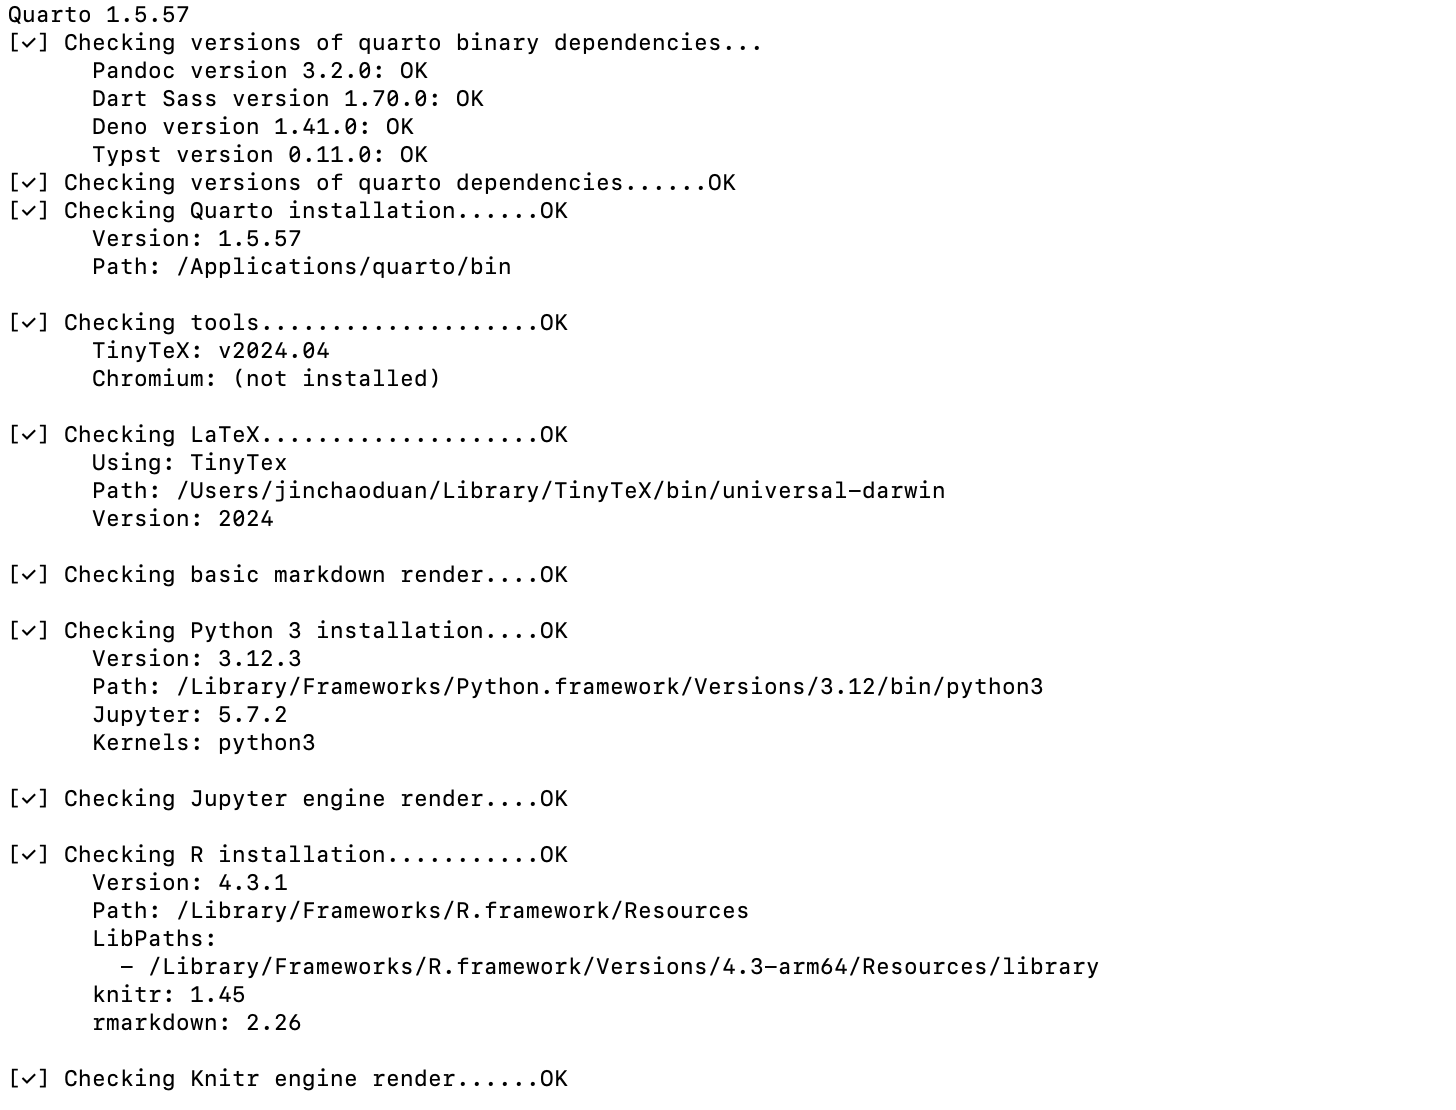 Quarto 1.5.57
[✓] Checking versions of quarto binary dependencies...
      Pandoc version 3.2.0: OK
      Dart Sass version 1.70.0: OK
      Deno version 1.41.0: OK
      Typst version 0.11.0: OK
[✓] Checking versions of quarto dependencies......OK
[✓] Checking Quarto installation......OK
      Version: 1.5.57
      Path: /Applications/quarto/bin

[✓] Checking tools....................OK
      TinyTeX: v2024.04
      Chromium: (not installed)

[✓] Checking LaTeX....................OK
      Using: TinyTex
      Path: /Users/jinchaoduan/Library/TinyTeX/bin/universal-darwin
      Version: 2024

[✓] Checking basic markdown render....OK

[✓] Checking Python 3 installation....OK
      Version: 3.12.3
      Path: /Library/Frameworks/Python.framework/Versions/3.12/bin/python3
      Jupyter: 5.7.2
      Kernels: python3

[✓] Checking Jupyter engine render....OK

[✓] Checking R installation...........OK
      Version: 4.3.1
      Path: /Library/Frameworks/R.framework/Resources
      LibPaths:
        - /Library/Frameworks/R.framework/Versions/4.3-arm64/Resources/library
      knitr: 1.45
      rmarkdown: 2.26

[✓] Checking Knitr engine render......OK